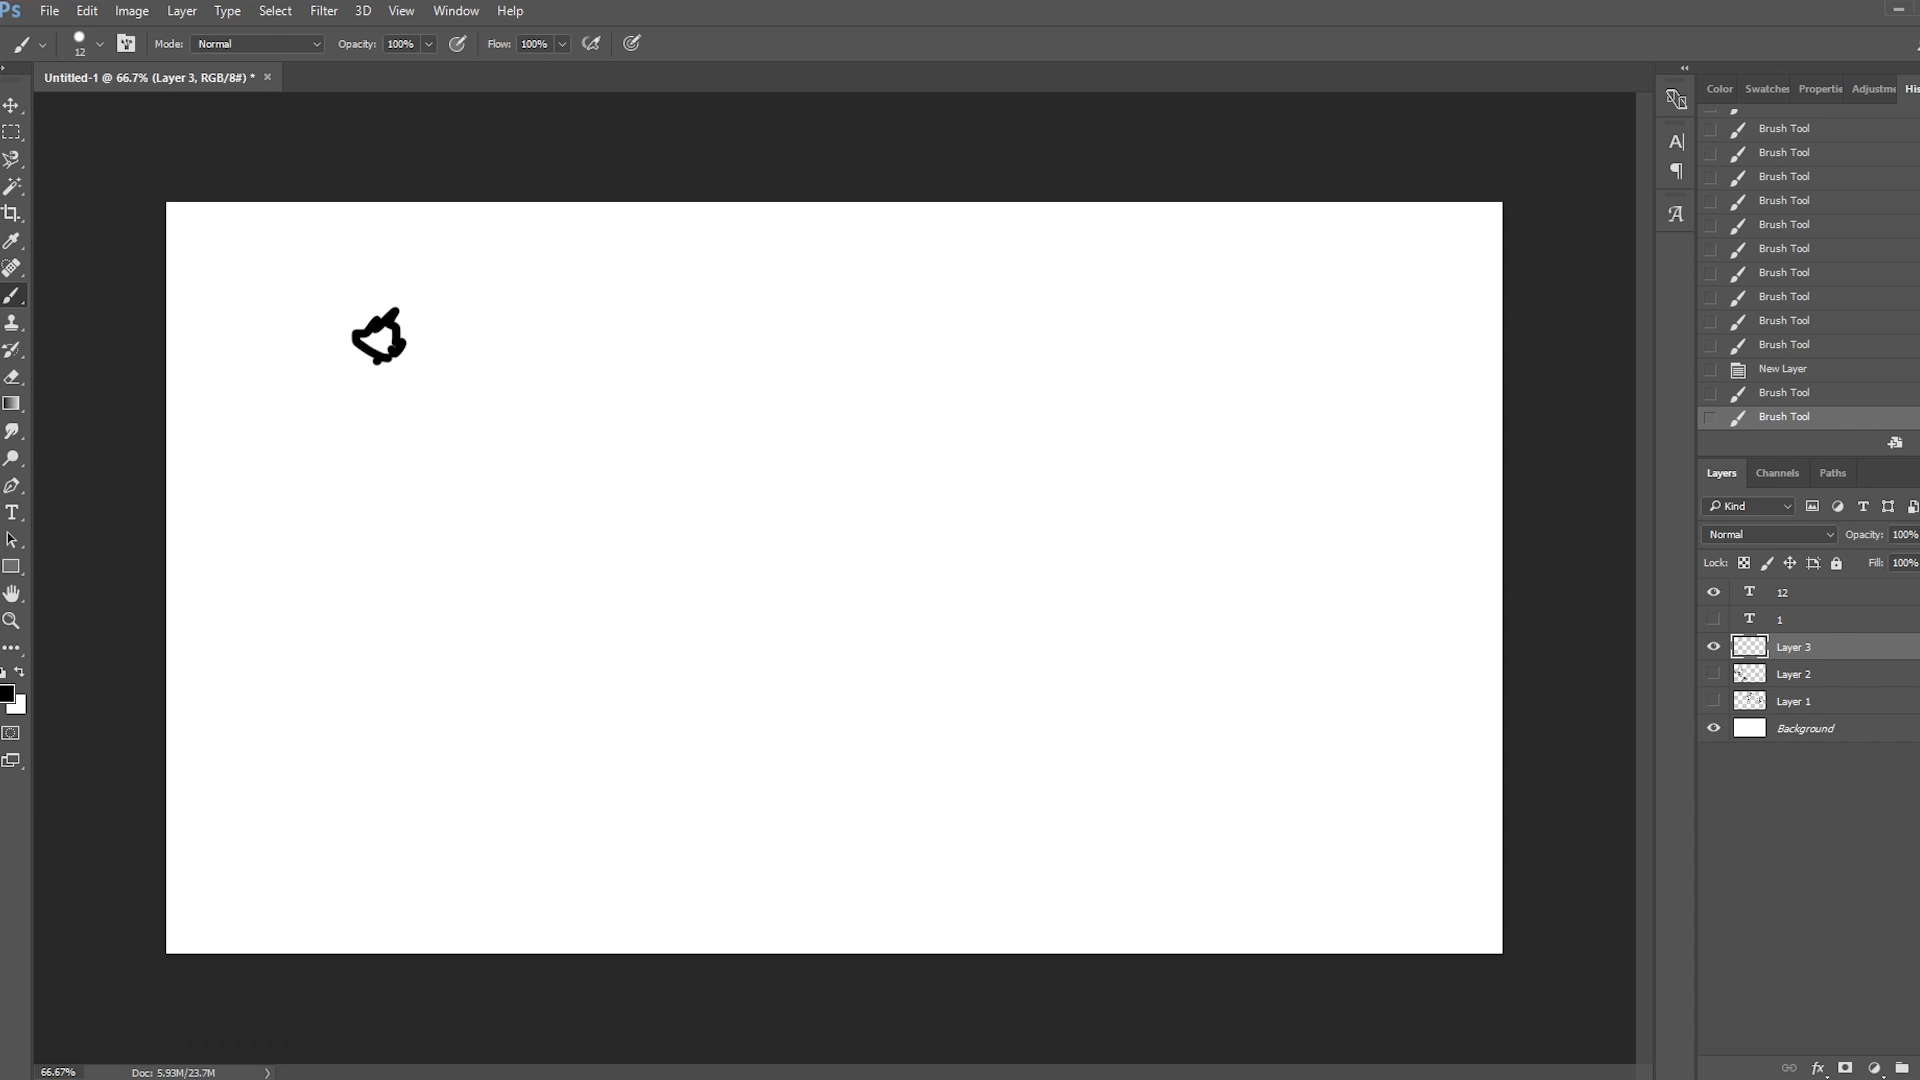 Ps File Edit Image Layer Type Select Filter 3D View Window Help
12 Mode: Normal Opacity: 100% Flow: 100%
Untitled-1 @ 66.7% (Layer 3, RGB/8#) * ×
Color Swatches Propertie Adjustme His
Brush Tool
Brush Tool
Brush Tool
Brush Tool
Brush Tool
Brush Tool
Brush Tool
Brush Tool
Brush Tool
Brush Tool
New Layer
Brush Tool
Brush Tool
Layers Channels Paths
Kind
Normal Opacity: 100%
Lock: Fill: 100%
T 12
T 1
Layer 3
Layer 2
Layer 1
Background
fx
66.67% Doc: 5.93M/23.7M